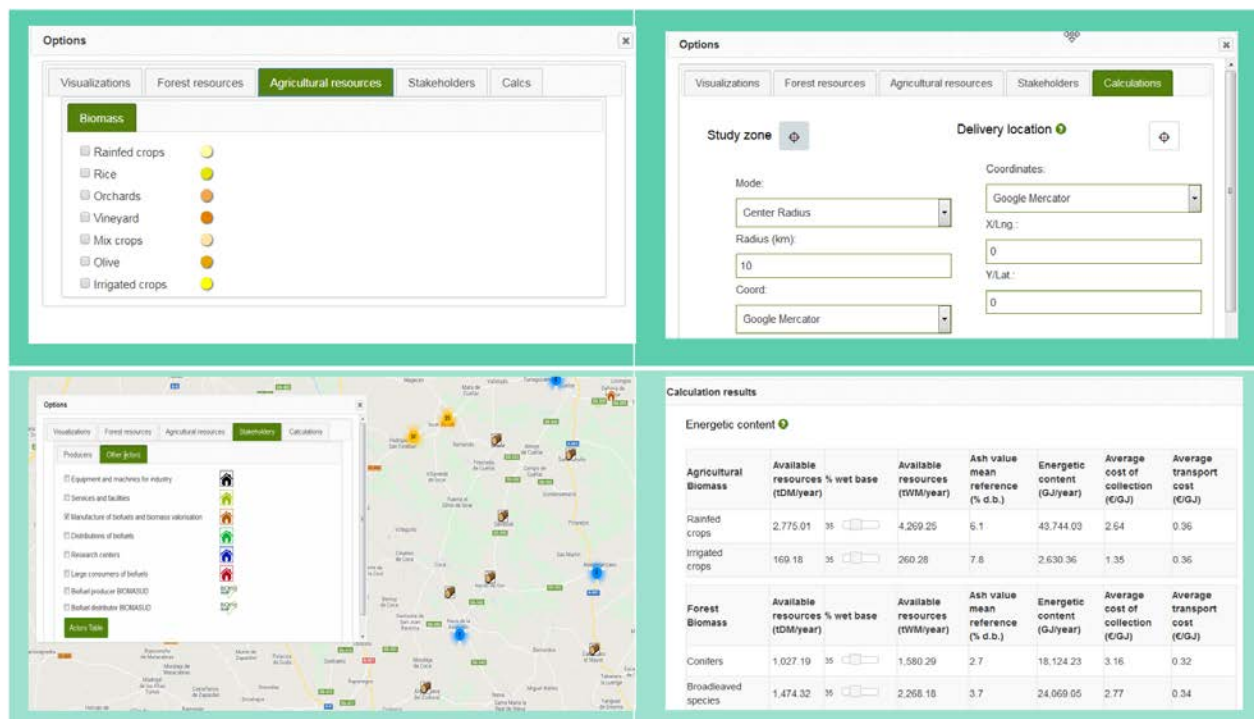 Options
Visualizations Forest resources Agricultural resources Stakeholders Calcs
Biomass
Rainfed crops
Rice
Orchards
Vineyard
Mix crops
Olive
Irrigated crops
Options
Visualizations Forest resources Agricultural resources Stakeholders Calculations
Study zone
Delivery location
Mode:
Center Radius
Radius (km):
10
Coord:
Google Mercator
Coordinates:
Google Mercator
X/Lng.:
0
Y/Lat.:
0
Options
Visualizations Forest resources Agricultural resources Stakeholders Calculations
Producers Other actors
Equipment and machinery for industry
Services and facilities
Manufacture of biofuels and biomass valorisation
Distributions of biofuels
Research centers
Large consumers of biofuels
Biofuel producer BIOMASUD
Biofuel distributor BIOMASUD
Actors Table
Calculation results
Energetic content
Agricultural Biomass
Available resources (tDM/year)
% wet base
Available resources (tWM/year)
Ash value mean reference (% d.b.)
Energetic content (GJ/year)
Average cost of collection (€/GJ)
Average transport cost (€/GJ)
Rainfed crops 2,775.01 35 4,269.25 6.1 43,744.03 2.64 0.36
Irrigated crops 169.18 35 260.28 7.8 2,630.36 1.35 0.36
Forest Biomass
Available resources (tDM/year)
% wet base
Available resources (tWM/year)
Ash value mean reference (% d.b.)
Energetic content (GJ/year)
Average cost of collection (€/GJ)
Average transport cost (€/GJ)
Conifers 1,027.19 35 1,580.29 2.7 18,124.23 3.16 0.32
Broadleaved species 1,474.32 35 2,268.18 3.7 24,069.05 2.77 0.34